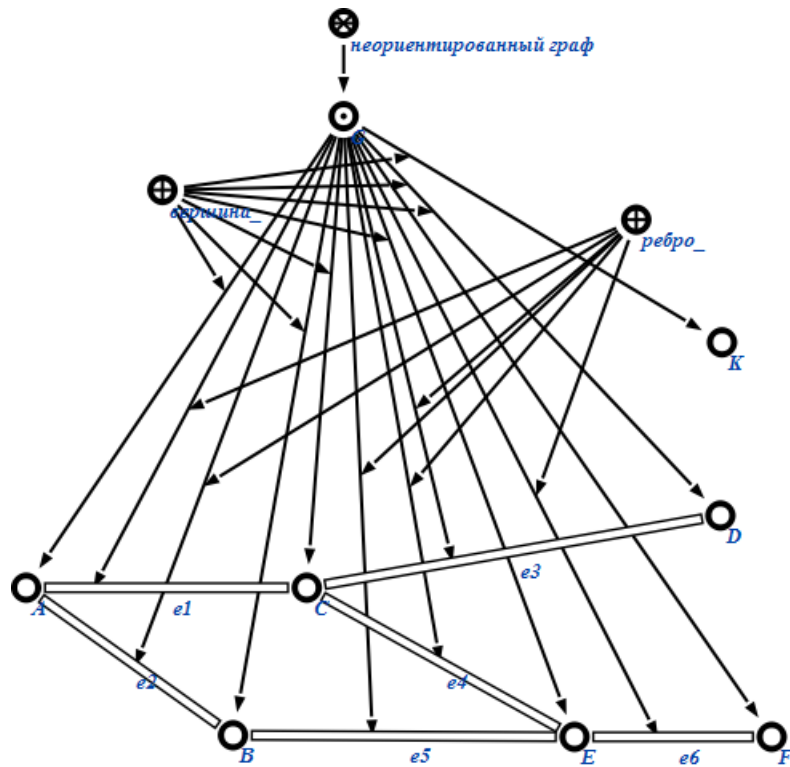 неориентированный граф
G
вершина_
ребро_
K
D
e3
A
e1
C
e2
e4
B
e5
E
e6
F